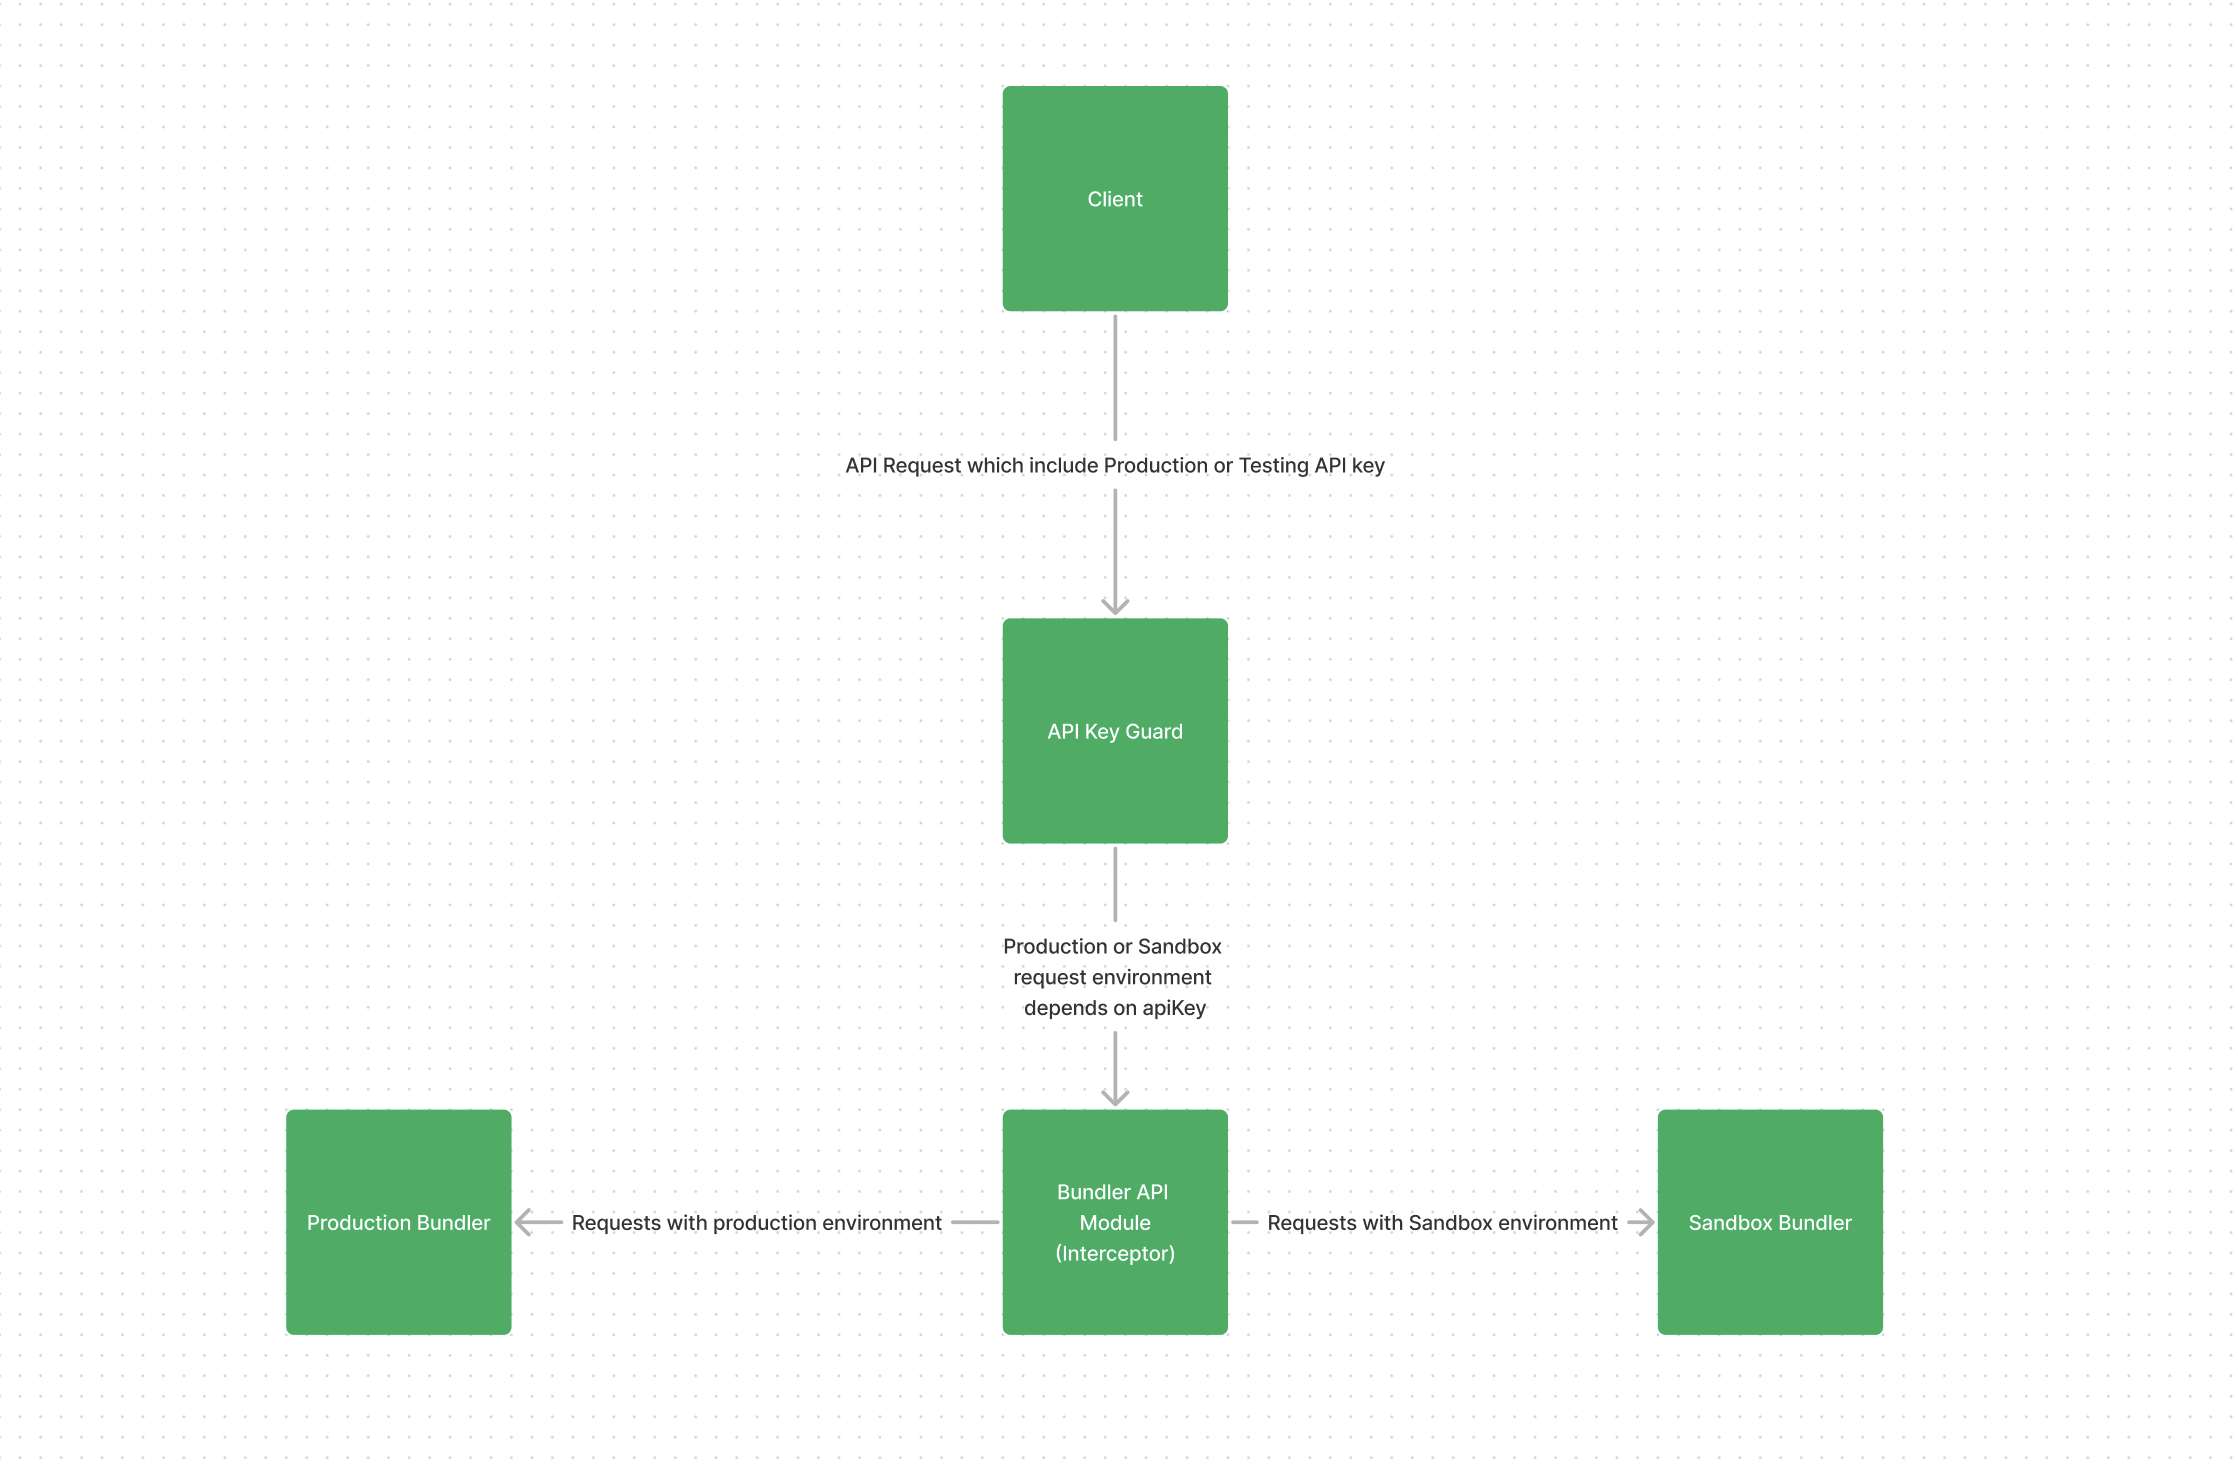 Client
API Request which include Production or Testing API key
API Key Guard
Production or Sandbox
request environment
depends on apiKey
Production Bundler
Requests with production environment
Bundler API
Module
(Interceptor)
Requests with Sandbox environment
Sandbox Bundler